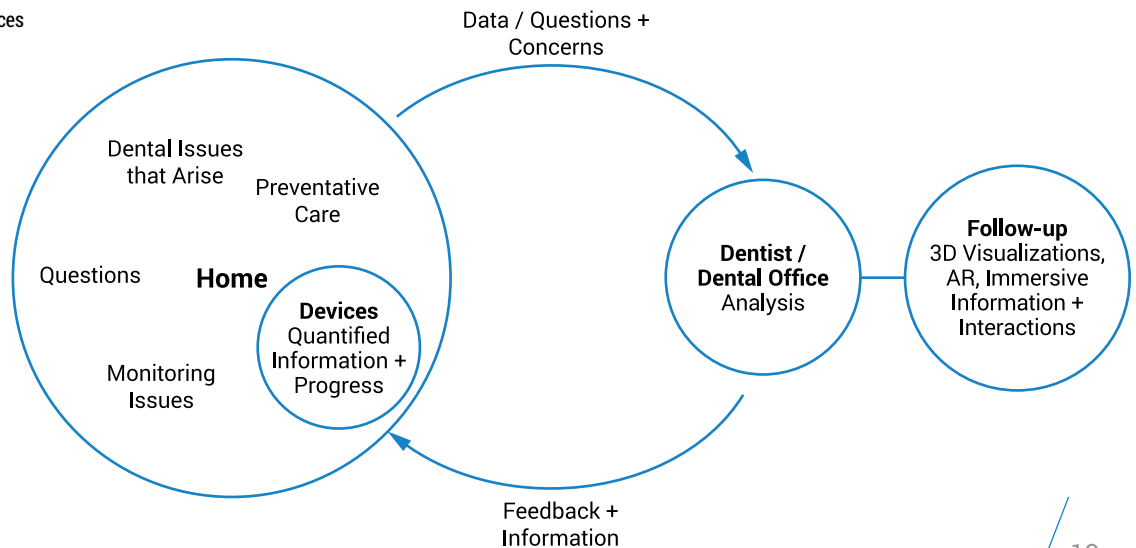 Data / Questions +
Concerns
Dental Issues
that Arise
Preventative
Care
Questions
Home
Devices
Quantified
Information +
Progress
Monitoring
Issues
Dentist /
Dental Office
Analysis
Follow-up
3D Visualizations,
AR, Immersive
Information +
Interactions
Feedback +
Information